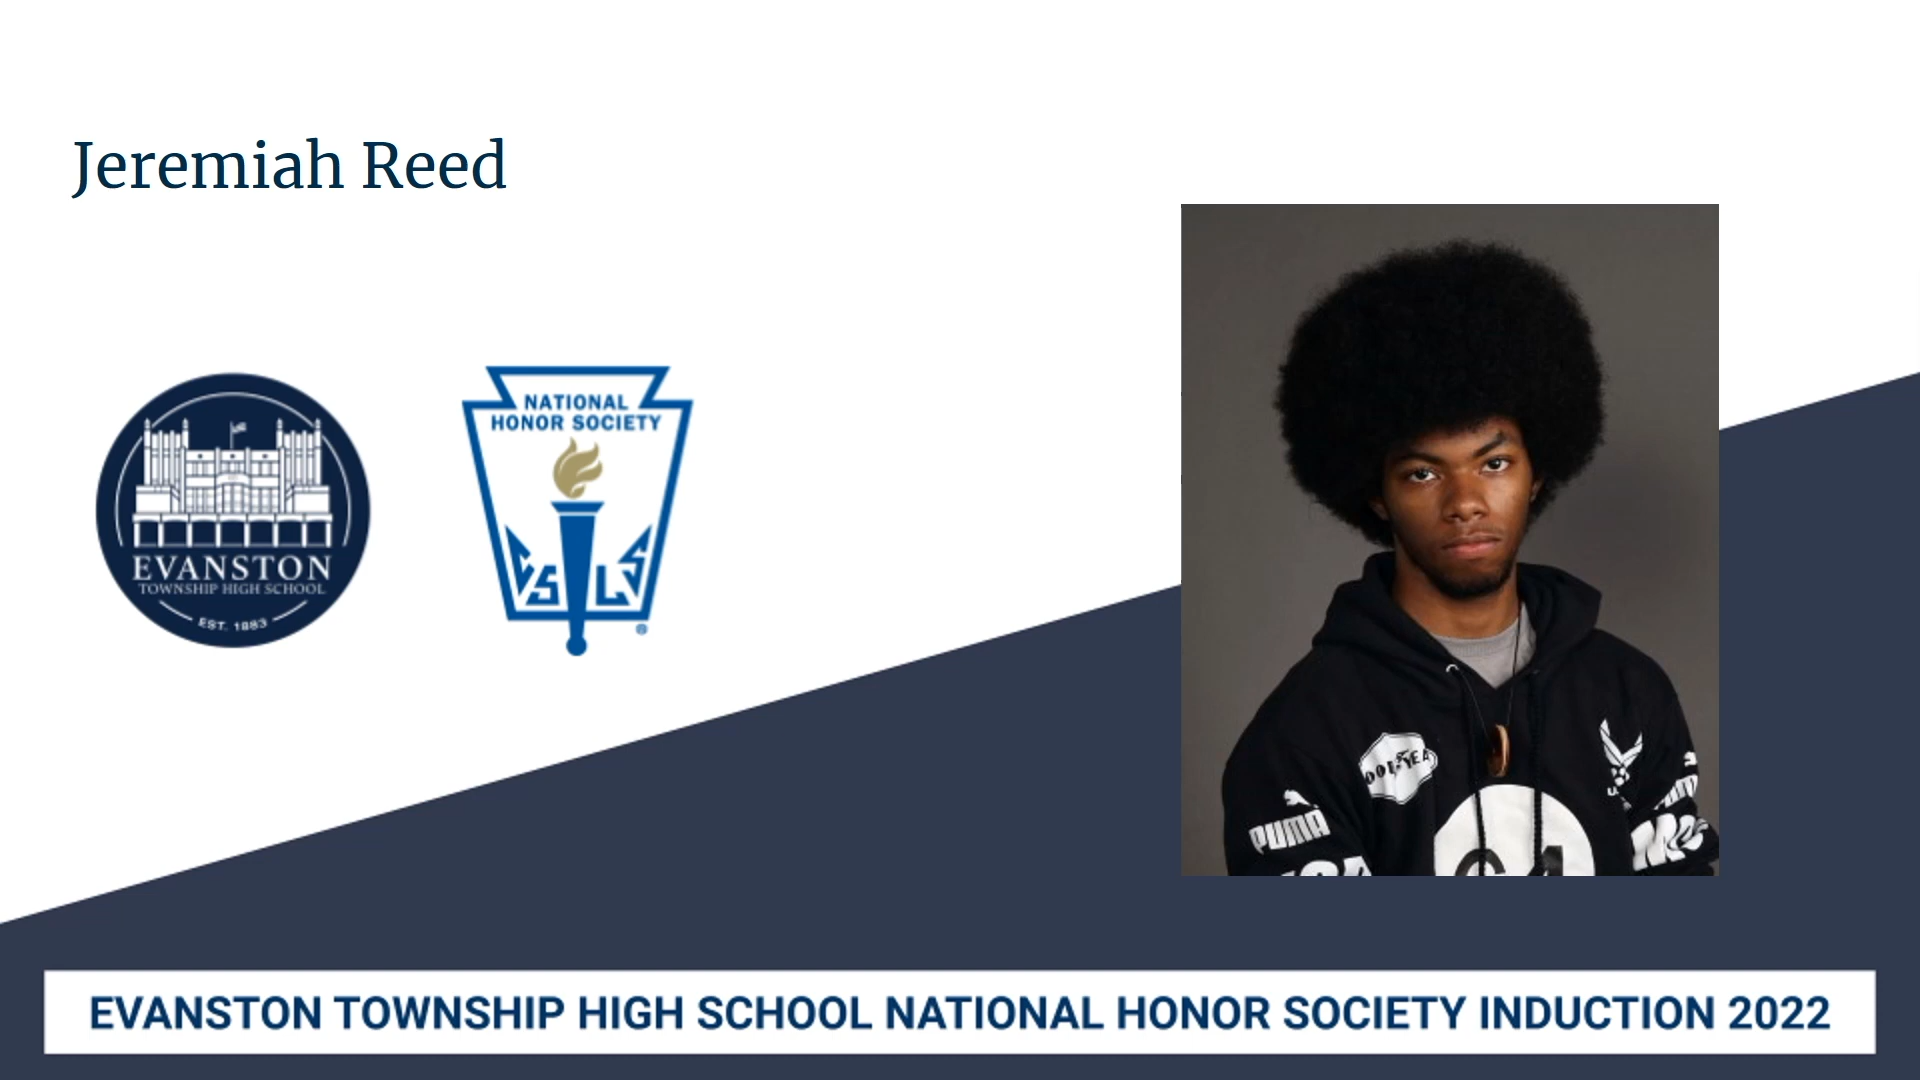 Jeremiah Reed
NATIONAL
HONOR SOCIETY
EVANSTON
TOWNSHIP HIGH SCHOOL
EST. 1883
C S L S
®
PUMA
EVANSTON TOWNSHIP HIGH SCHOOL NATIONAL HONOR SOCIETY INDUCTION 2022